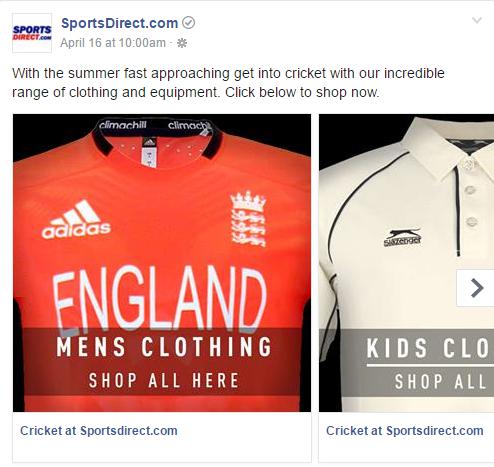 SPORTS
DIRECT.COM
SportsDirect.com
April 16 at 10:00am
With the summer fast approaching get into cricket with our incredible
range of clothing and equipment. Click below to shop now.
climachill climachi
adidas
ENGLAND
MENS CLOTHING
SHOP ALL HERE
Cricket at Sportsdirect.com
Slazenger
KIDS CLO
SHOP ALL
Cricket at Sportsdirect.com